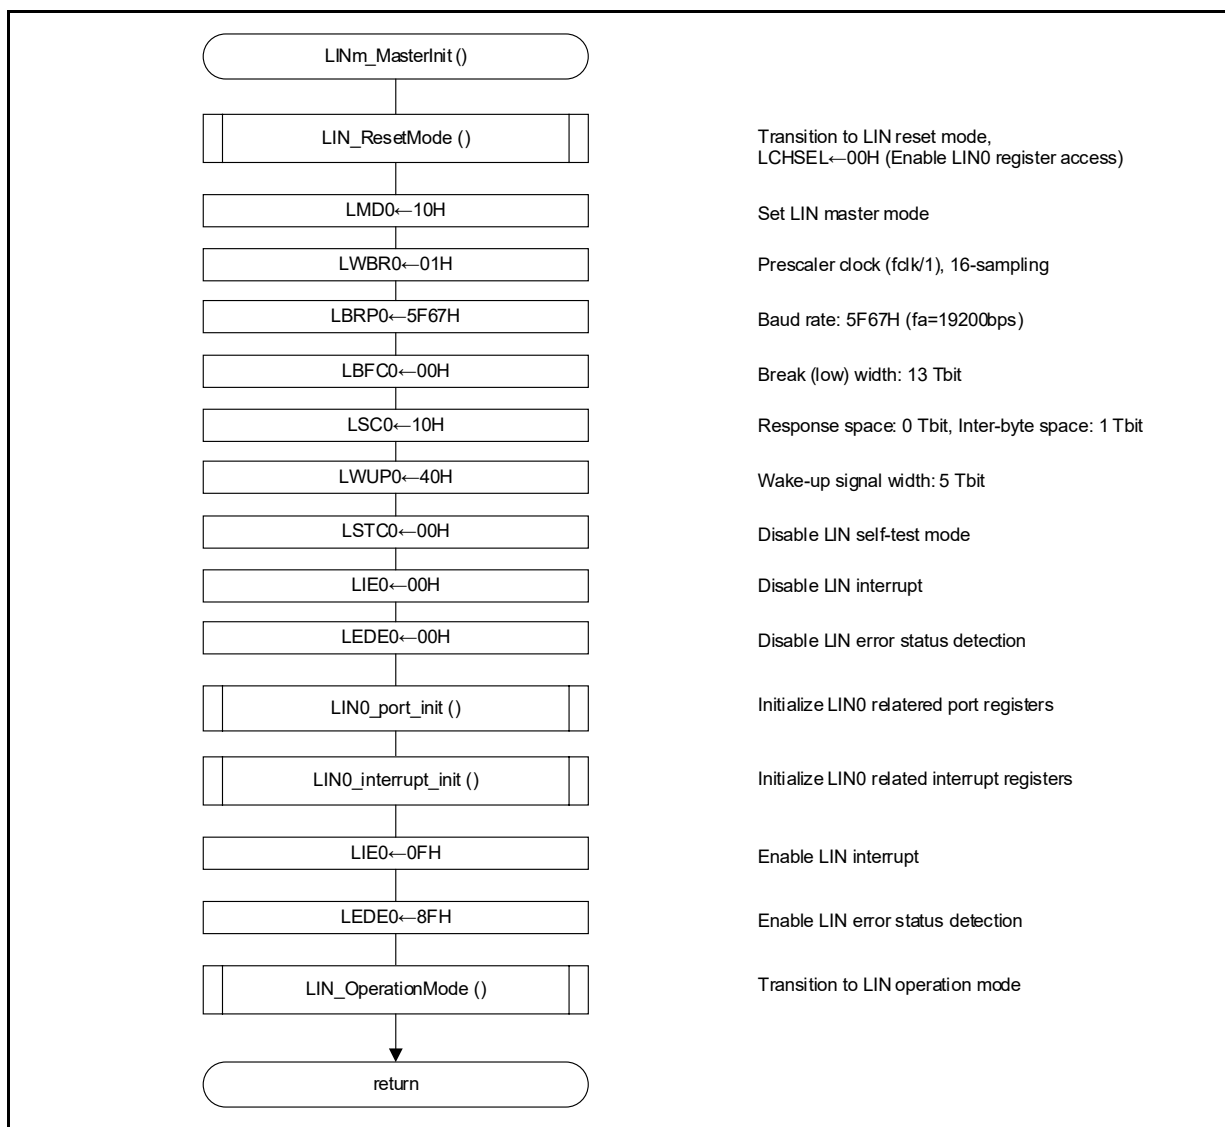 LINm_MasterInit ()
LIN_ResetMode ()
Transition to LIN reset mode,
LCHSEL←00H (Enable LIN0 register access)
LMD0←10H
Set LIN master mode
LWBR0←01H
Prescaler clock (fclk/1), 16-sampling
LBRP0←5F67H
Baud rate: 5F67H (fa=19200bps)
LBFC0←00H
Break (low) width: 13 Tbit
LSC0←10H
Response space: 0 Tbit, Inter-byte space: 1 Tbit
LWUP0←40H
Wake-up signal width: 5 Tbit
LSTC0←00H
Disable LIN self-test mode
LIE0←00H
Disable LIN interrupt
LEDE0←00H
Disable LIN error status detection
LIN0_port_init ()
Initialize LIN0 relatered port registers
LIN0_interrupt_init ()
Initialize LIN0 related interrupt registers
LIE0←0FH
Enable LIN interrupt
LEDE0←8FH
Enable LIN error status detection
LIN_OperationMode ()
Transition to LIN operation mode
return